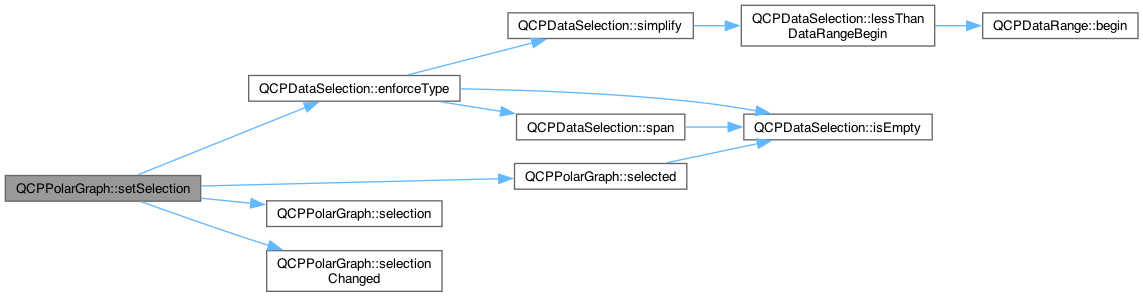 QCPDataSelection::simplify
QCPDataSelection::lessThan
DataRangeBegin
QCPDataRange::begin
QCPDataSelection::enforceType
QCPDataSelection::span
QCPDataSelection::isEmpty
QCPPolarGraph::setSelection
QCPPolarGraph::selected
QCPPolarGraph::selection
QCPPolarGraph::selection
Changed